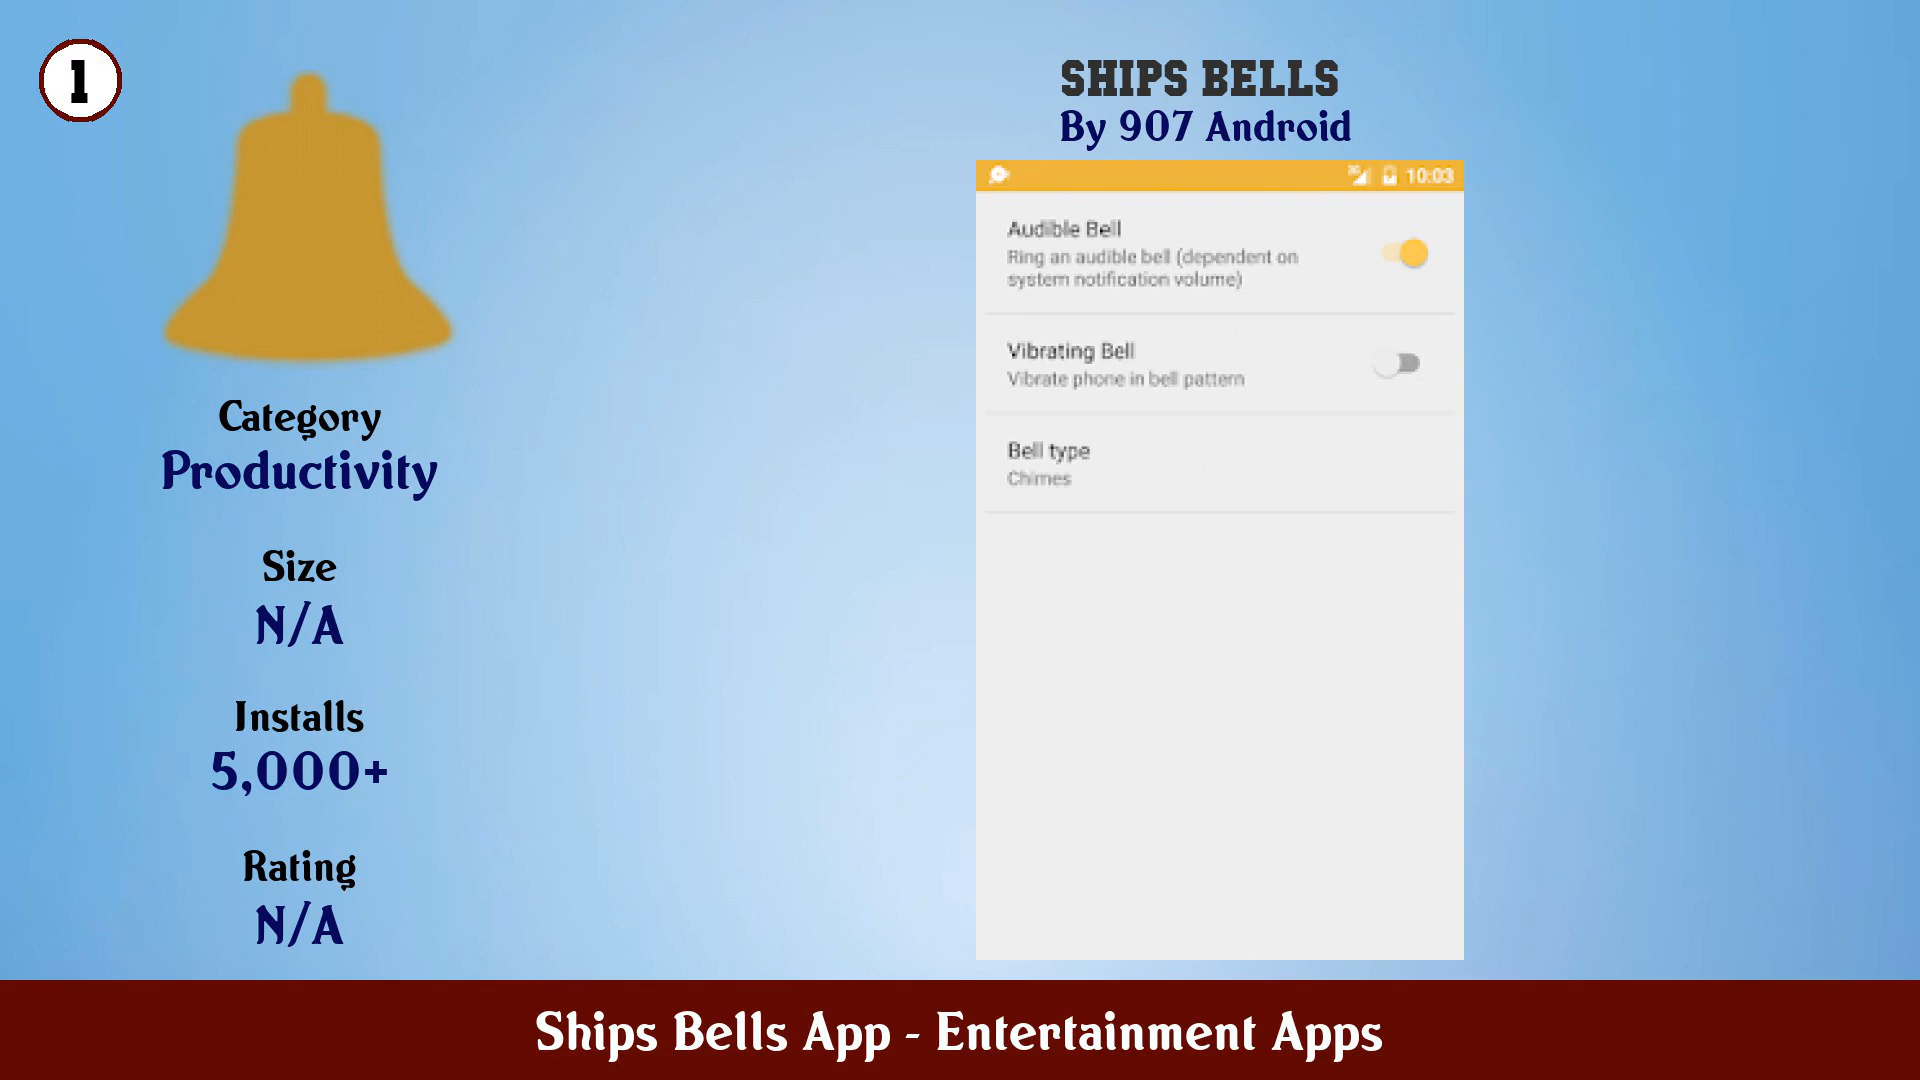 1
SHIPS BELLS
By 907 Android
Category
Productivity
Size
N/A
Installs
5,000+
Rating
N/A
10:03
Audible Bell
Ring an audible bell (dependent on
system notification volume)
Vibrating Bell
Vibrate phone in bell pattern
Bell type
Chimes
Ships Bells App - Entertainment Apps